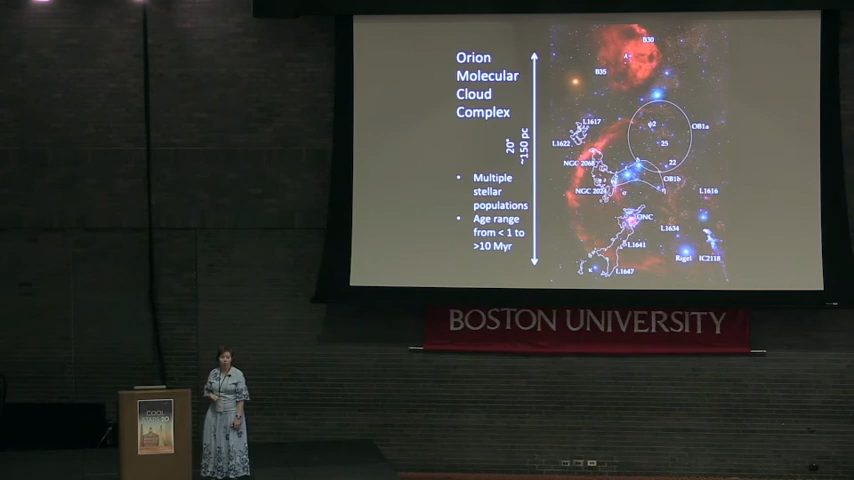 Orion
Molecular
Cloud
Complex
20°
~150 pc
• Multiple
stellar
populations
• Age range
from < 1 to
>10 Myr
B30
λ
B35
L1617
L1622
ψ2
OB1a
25
22
NGC 2068
OB1b
NGC 2024
σ
η
L1616
ONC
L1634
L1641
Rigel
IC2118
κ
L1647
BOSTON UNIVERSITY
COOL